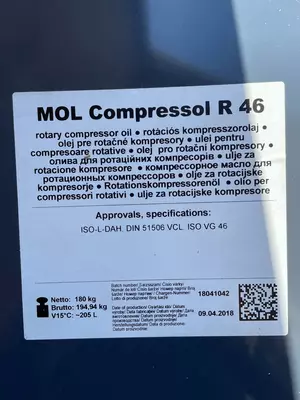 MOL Compressol R 46
rotary compressor oil • rotációs kompresszorolaj •
olej pre rotačné kompresory • ulei pentru
compresoare rotative • olej pro rotační kompresory •
олива для ротаційних компресорів • ulje za
rotacione kompresore • компрессорное масло для
ротационных компрессоров • olje za rotacijske
kompresorje • Rotationskompressorenöl • olio per
compressori rotativi • ulje za rotacijske kompresore
Approvals, specifications:
ISO-L-DAH, DIN 51506 VCL, ISO VG 46
Netto: 180 kg
Brutto: 194,94 kg
V15°C: ~205 L
18041042
09.04.2018